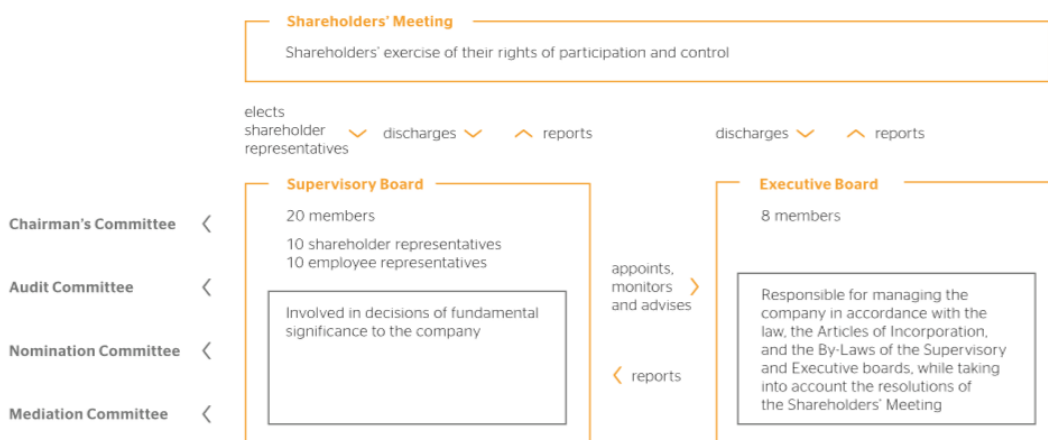 Shareholders' Meeting
Shareholders' exercise of their rights of participation and control
elects
shareholder
representatives
discharges
reports
discharges
reports
Supervisory Board
20 members
10 shareholder representatives
10 employee representatives
Involved in decisions of fundamental
significance to the company
Chairman's Committee
Audit Committee
Nomination Committee
Mediation Committee
appoints,
monitors
and advises
reports
Executive Board
8 members
Responsible for managing the
company in accordance with the
law, the Articles of Incorporation,
and the By-Laws of the Supervisory
and Executive boards, while taking
into account the resolutions of
the Shareholders' Meeting